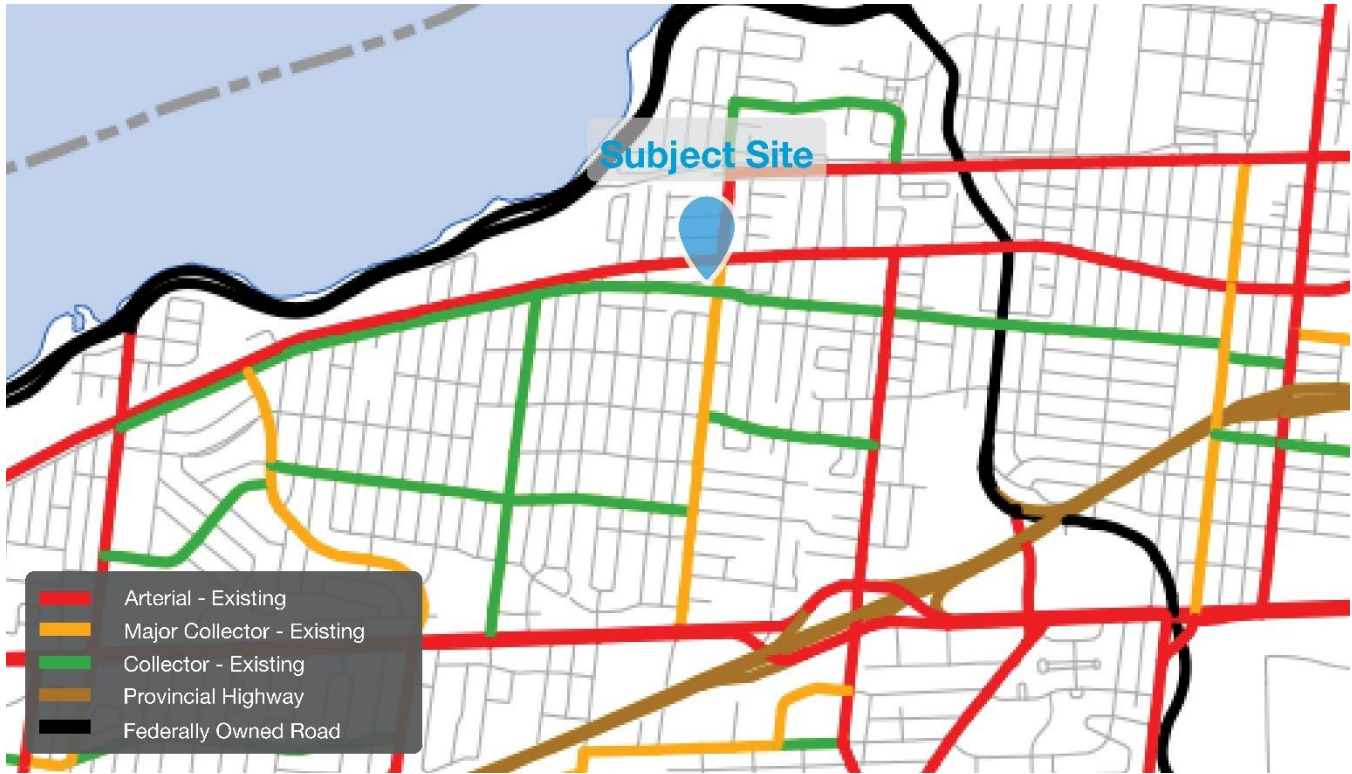 Subject Site
Arterial - Existing
Major Collector - Existing
Collector - Existing
Provincial Highway
Federally Owned Road